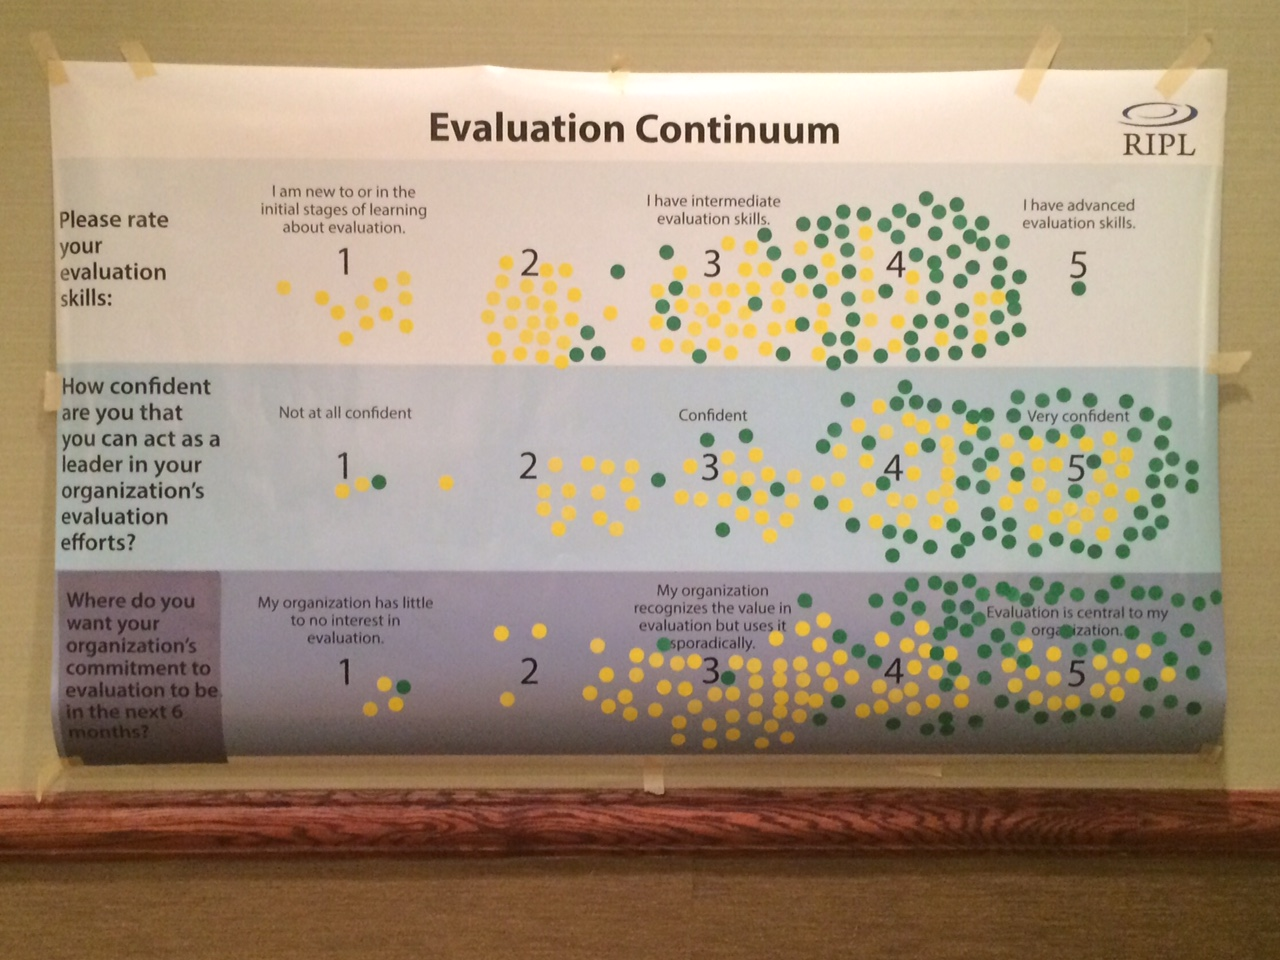 Evaluation Continuum
RIPL
Please rate
your
evaluation
skills:
I am new to or in the
initial stages of learning
about evaluation.
1
2
I have intermediate
evaluation skills.
3
4
I have advanced
evaluation skills.
5
How confident
are you that
you can act as a
leader in your
organization's
evaluation
efforts?
Not at all confident
1
2
Confident
3
4
Very confident
5
Where do you
want your
organization's
commitment to
evaluation to be
in the next 6
months?
My organization has little
to no interest in
evaluation.
1
2
My organization
recognizes the value in
evaluation but uses it
sporadically.
3
4
Evaluation is central to my
organization.
5